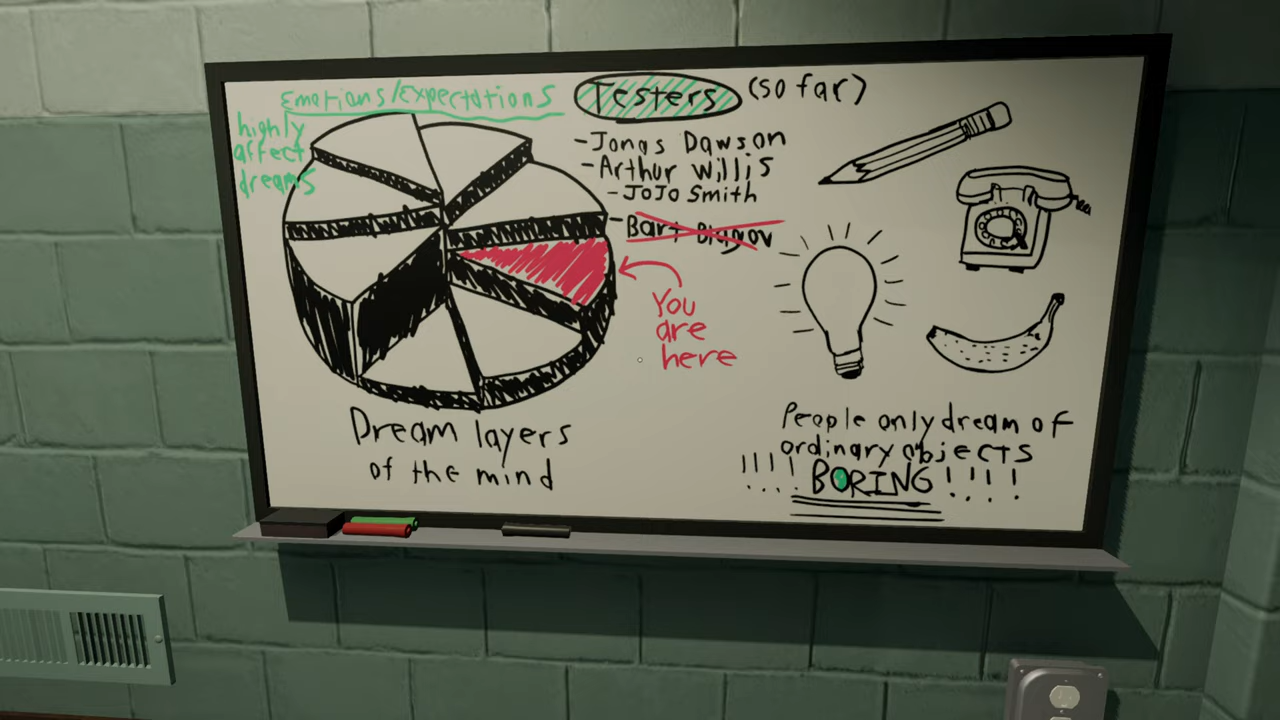 Emotions/Expectations
highly
affect
dreams
Testers (so far)
-Jonas Dawson
-Arthur Willis
-JoJo Smith
-Bart
You
are
here
Dream layers
of the mind
People only dream of
ordinary objects
!!!! BORING !!!!